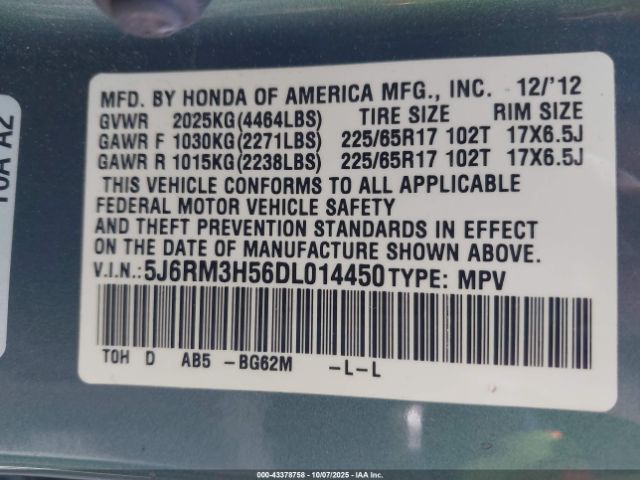 MFD. BY HONDA OF AMERICA MFG., INC. 12/'12
GVWR 2025KG(4464LBS) TIRE SIZE RIM SIZE
GAWR F 1030KG(2271LBS) 225/65R17 102T 17X6.5J
GAWR R 1015KG(2238LBS) 225/65R17 102T 17X6.5J
THIS VEHICLE CONFORMS TO ALL APPLICABLE
FEDERAL MOTOR VEHICLE SAFETY
AND THEFT PREVENTION STANDARDS IN EFFECT
ON THE DATE OF MANUFACTURE SHOWN ABOVE.
V.I.N.: 5J6RM3H56DL014450 TYPE: MPV
TOH D AB5 -BG62M -L-L
A2
© IAA - 43378758 - 10/07/2025 - IAAI.COM